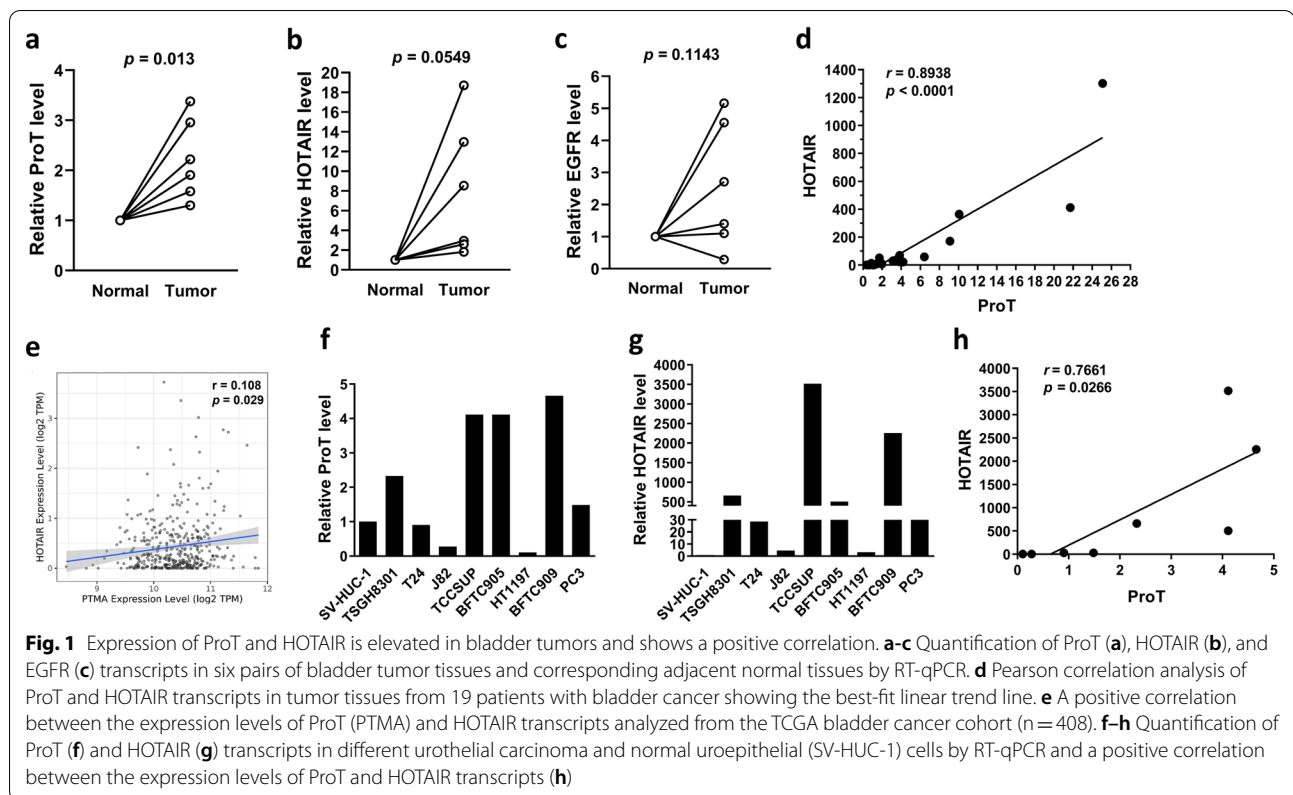 a
p = 0.013
Relative ProT level
4
3
2
1
0
Normal Tumor
b
p = 0.0549
Relative HOTAIR level
20
18
16
14
12
10
8
6
4
2
0
Normal Tumor
c
p = 0.1143
Relative EGFR level
6
5
4
3
2
1
0
Normal Tumor
d
r = 0.8938
p < 0.0001
HOTAIR
1400
1200
1000
800
600
400
200
0
0 2 4 6 8 10 12 14 16 18 20 22 24 26 28
ProT
e
r = 0.108
p = 0.029
HOTAIR Expression Level (log2 TPM)
3
2
1
0
9 10 11 12
PTMA Expression Level (log2 TPM)
f
Relative ProT level
5
4
3
2
1
0
SV-HUC-1
TSGH8301
T24
J82
TCCSUP
BFTC905
HT1197
BFTC909
PC3
g
Relative HOTAIR level
4000
3500
3000
2500
2000
1500
1000
500
30
20
10
0
SV-HUC-1
TSGH8301
T24
J82
TCCSUP
BFTC905
HT1197
BFTC909
PC3
h
r = 0.7661
p = 0.0266
HOTAIR
4000
3500
3000
2500
2000
1500
1000
500
0
0 1 2 3 4 5
ProT
Fig. 1 Expression of ProT and HOTAIR is elevated in bladder tumors and shows a positive correlation. a-c Quantification of ProT (a), HOTAIR (b), and
EGFR (c) transcripts in six pairs of bladder tumor tissues and corresponding adjacent normal tissues by RT-qPCR. d Pearson correlation analysis of
ProT and HOTAIR transcripts in tumor tissues from 19 patients with bladder cancer showing the best-fit linear trend line. e A positive correlation
between the expression levels of ProT (PTMA) and HOTAIR transcripts analyzed from the TCGA bladder cancer cohort (n = 408). f–h Quantification of
ProT (f) and HOTAIR (g) transcripts in different urothelial carcinoma and normal uroepithelial (SV-HUC-1) cells by RT-qPCR and a positive correlation
between the expression levels of ProT and HOTAIR transcripts (h)